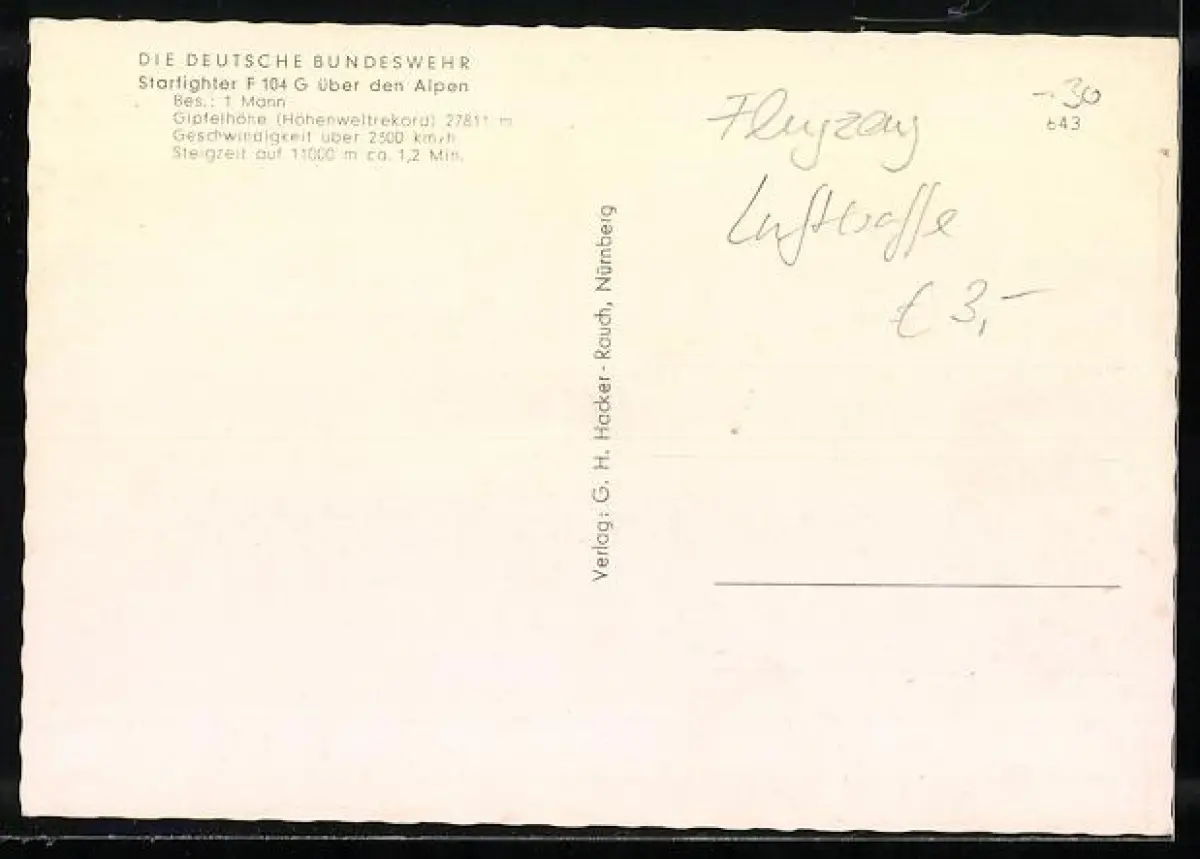 DIE DEUTSCHE BUNDESWEHR
Starfighter F 104 G über den Alpen
Bes.: 1 Mann
Gipfelhöhe (Höhenweltrekord) 27811 m
Geschwindigkeit über 2300 km/h
Steigzeit auf 11000 m ca. 1,2 Min.
Verlag: G. H. Hacker-Rauch, Nürnberg
-.30
643
Flugzeug
Luftwaffe
€ 3,-